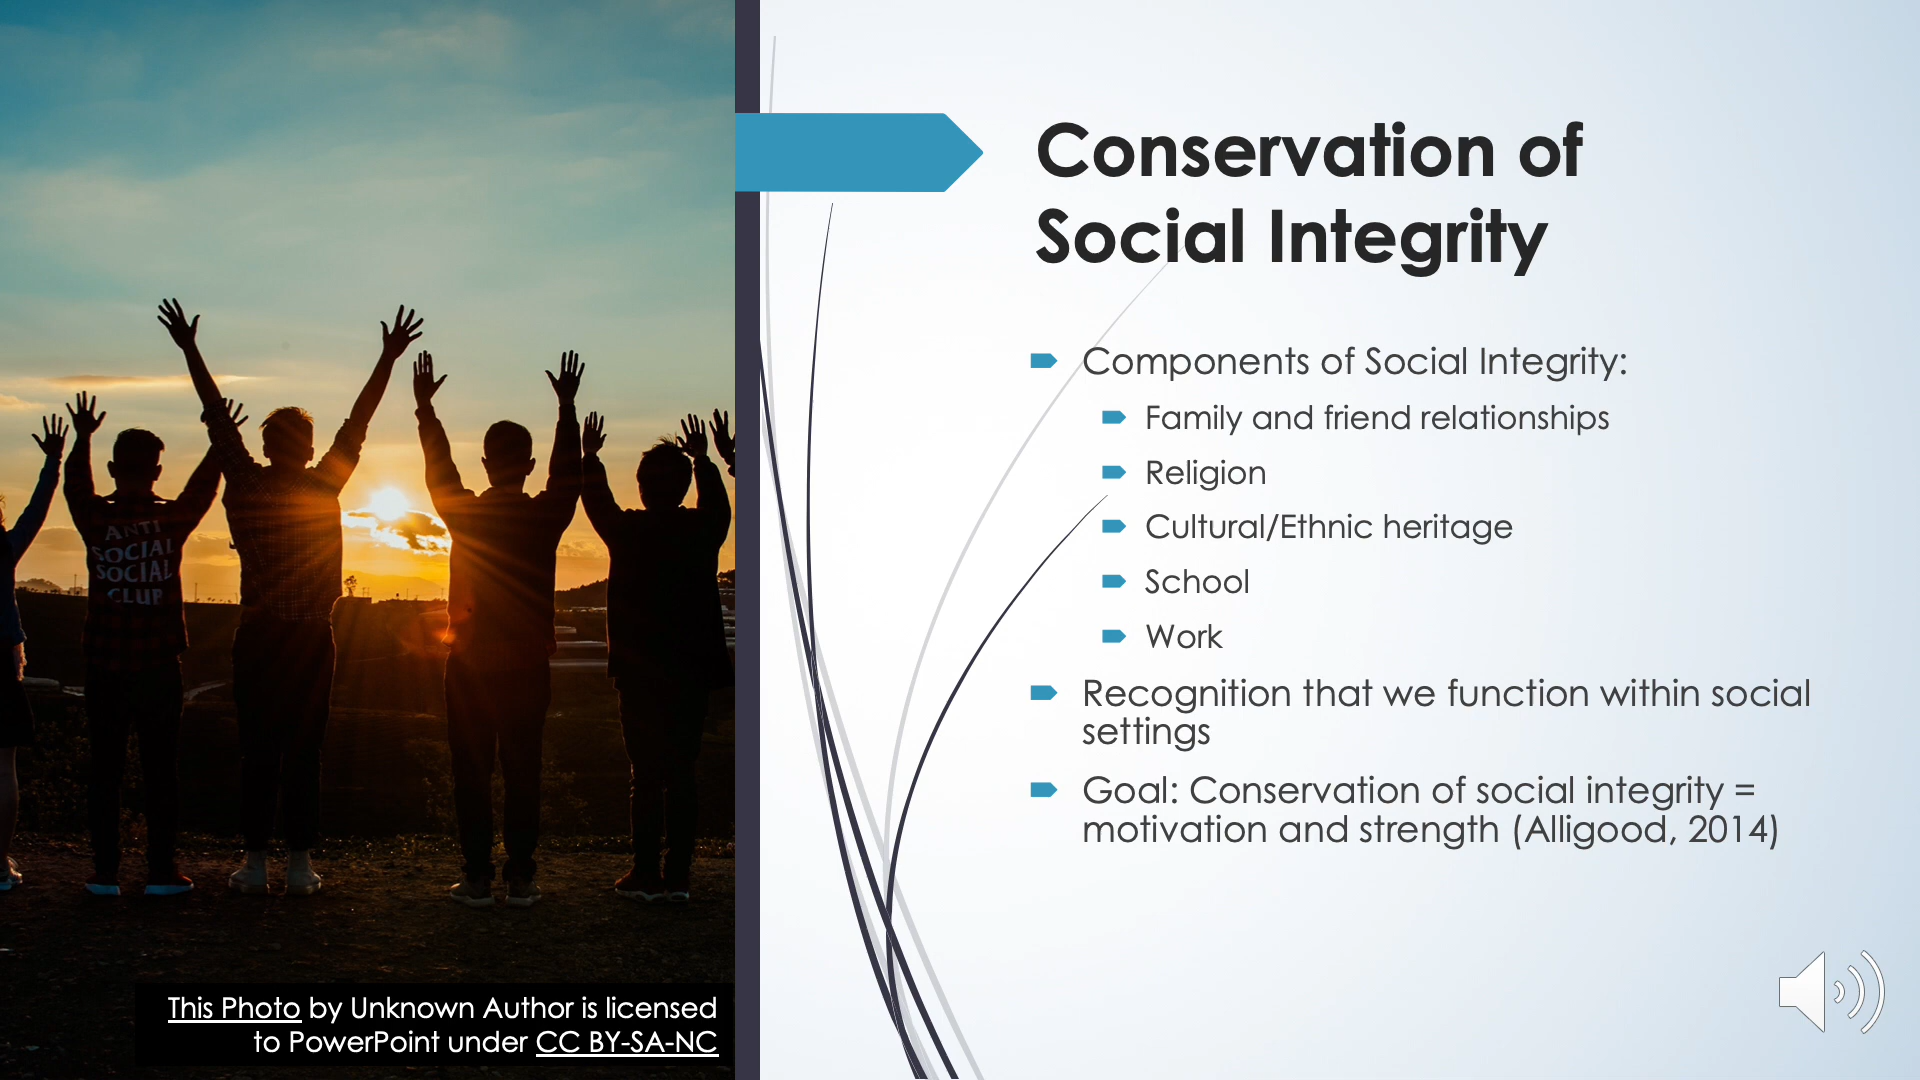 ANTI
SOCIAL
SOCIAL
CLUB
This Photo by Unknown Author is licensed
to PowerPoint under CC BY-SA-NC
Conservation of
Social Integrity
Components of Social Integrity:
Family and friend relationships
Religion
Cultural/Ethnic heritage
School
Work
Recognition that we function within social
settings
Goal: Conservation of social integrity =
motivation and strength (Alligood, 2014)